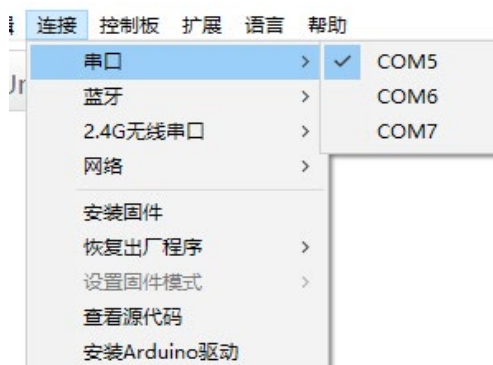 连接 控制板 扩展 语言 帮助
串口 > ✓ COM5
蓝牙 > COM6
2.4G无线串口 > COM7
网络 >
安装固件
恢复出厂程序 >
设置固件模式 >
查看源代码
安装Arduino驱动